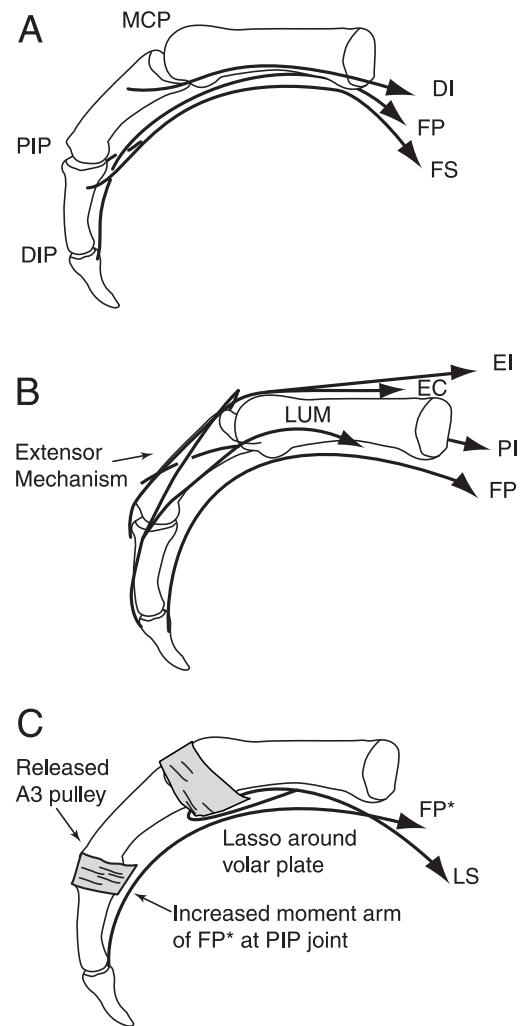 A
MCP
DI
FP
FS
PIP
DIP
B
EI
EC
LUM
PI
FP
Extensor
Mechanism
C
Released
A3 pulley
FP*
Lasso around
volar plate
LS
Increased moment arm
of FP* at PIP joint